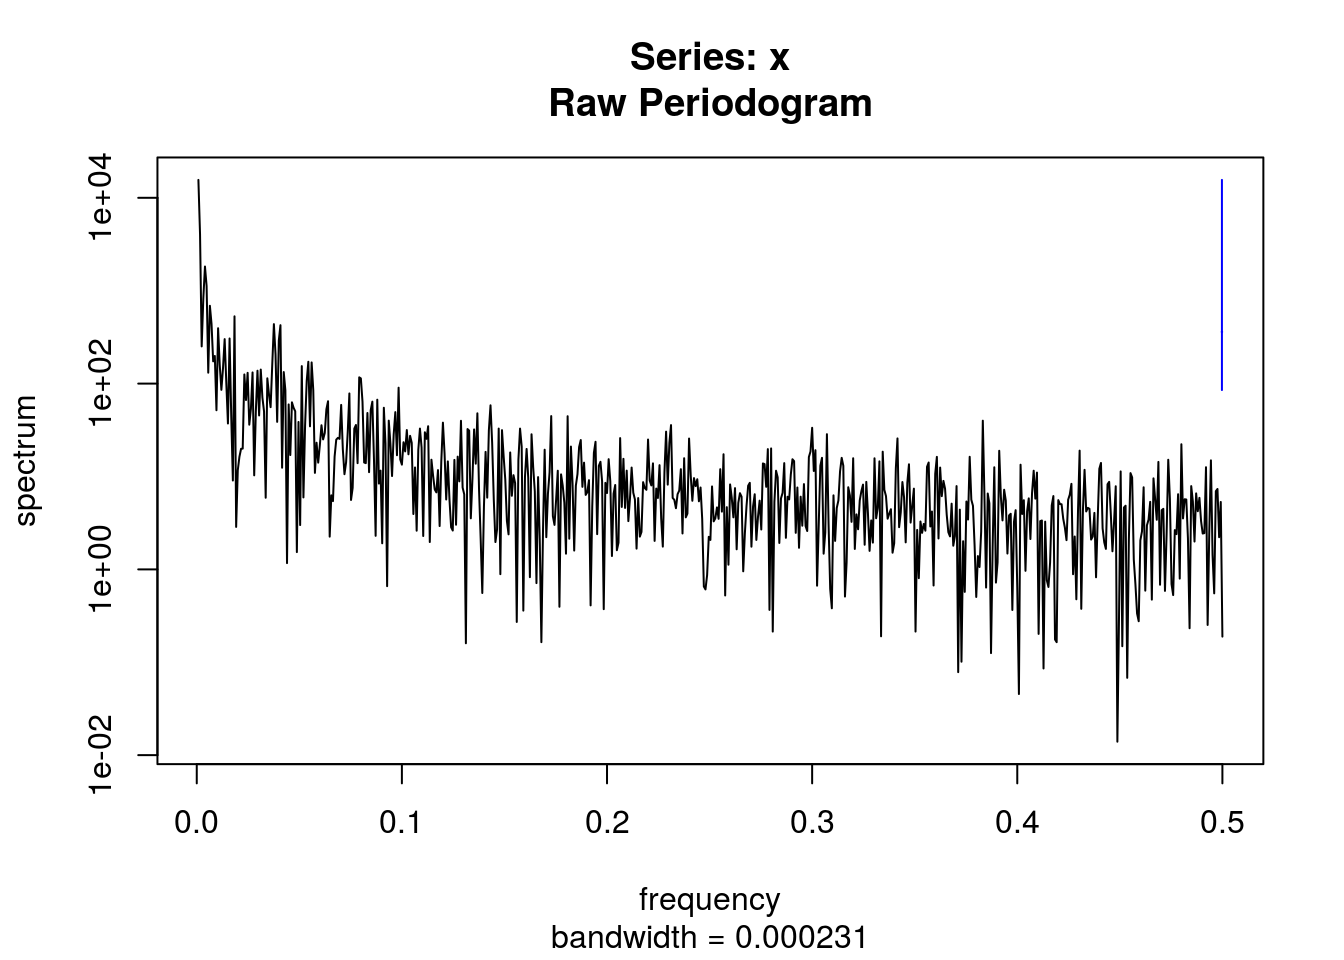 Series: x
Raw Periodogram
spectrum
1e+04
1e+02
1e+00
1e-02
0.0 0.1 0.2 0.3 0.4 0.5
frequency
bandwidth = 0.000231